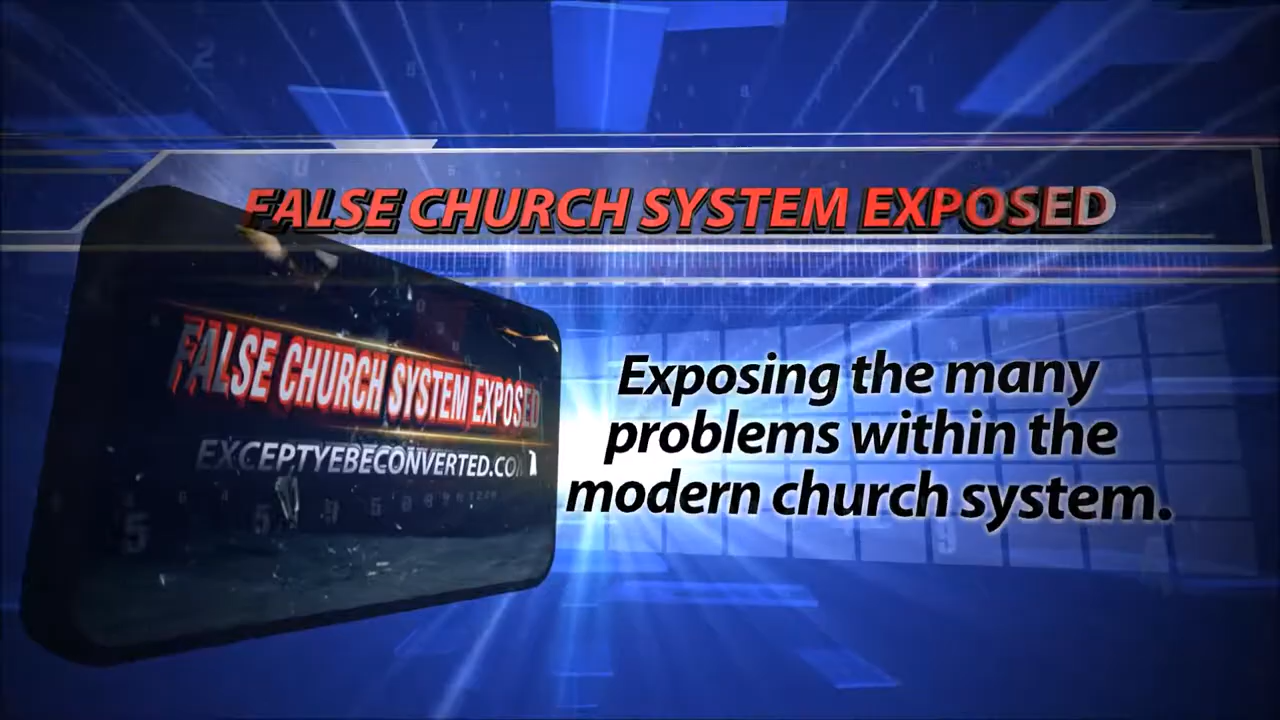 FALSE CHURCH SYSTEM EXPOSED
FALSE CHURCH SYSTEM EXPOSED
EXCEPTYEBECONVERTED.COM
Exposing the many
problems within the
modern church system.